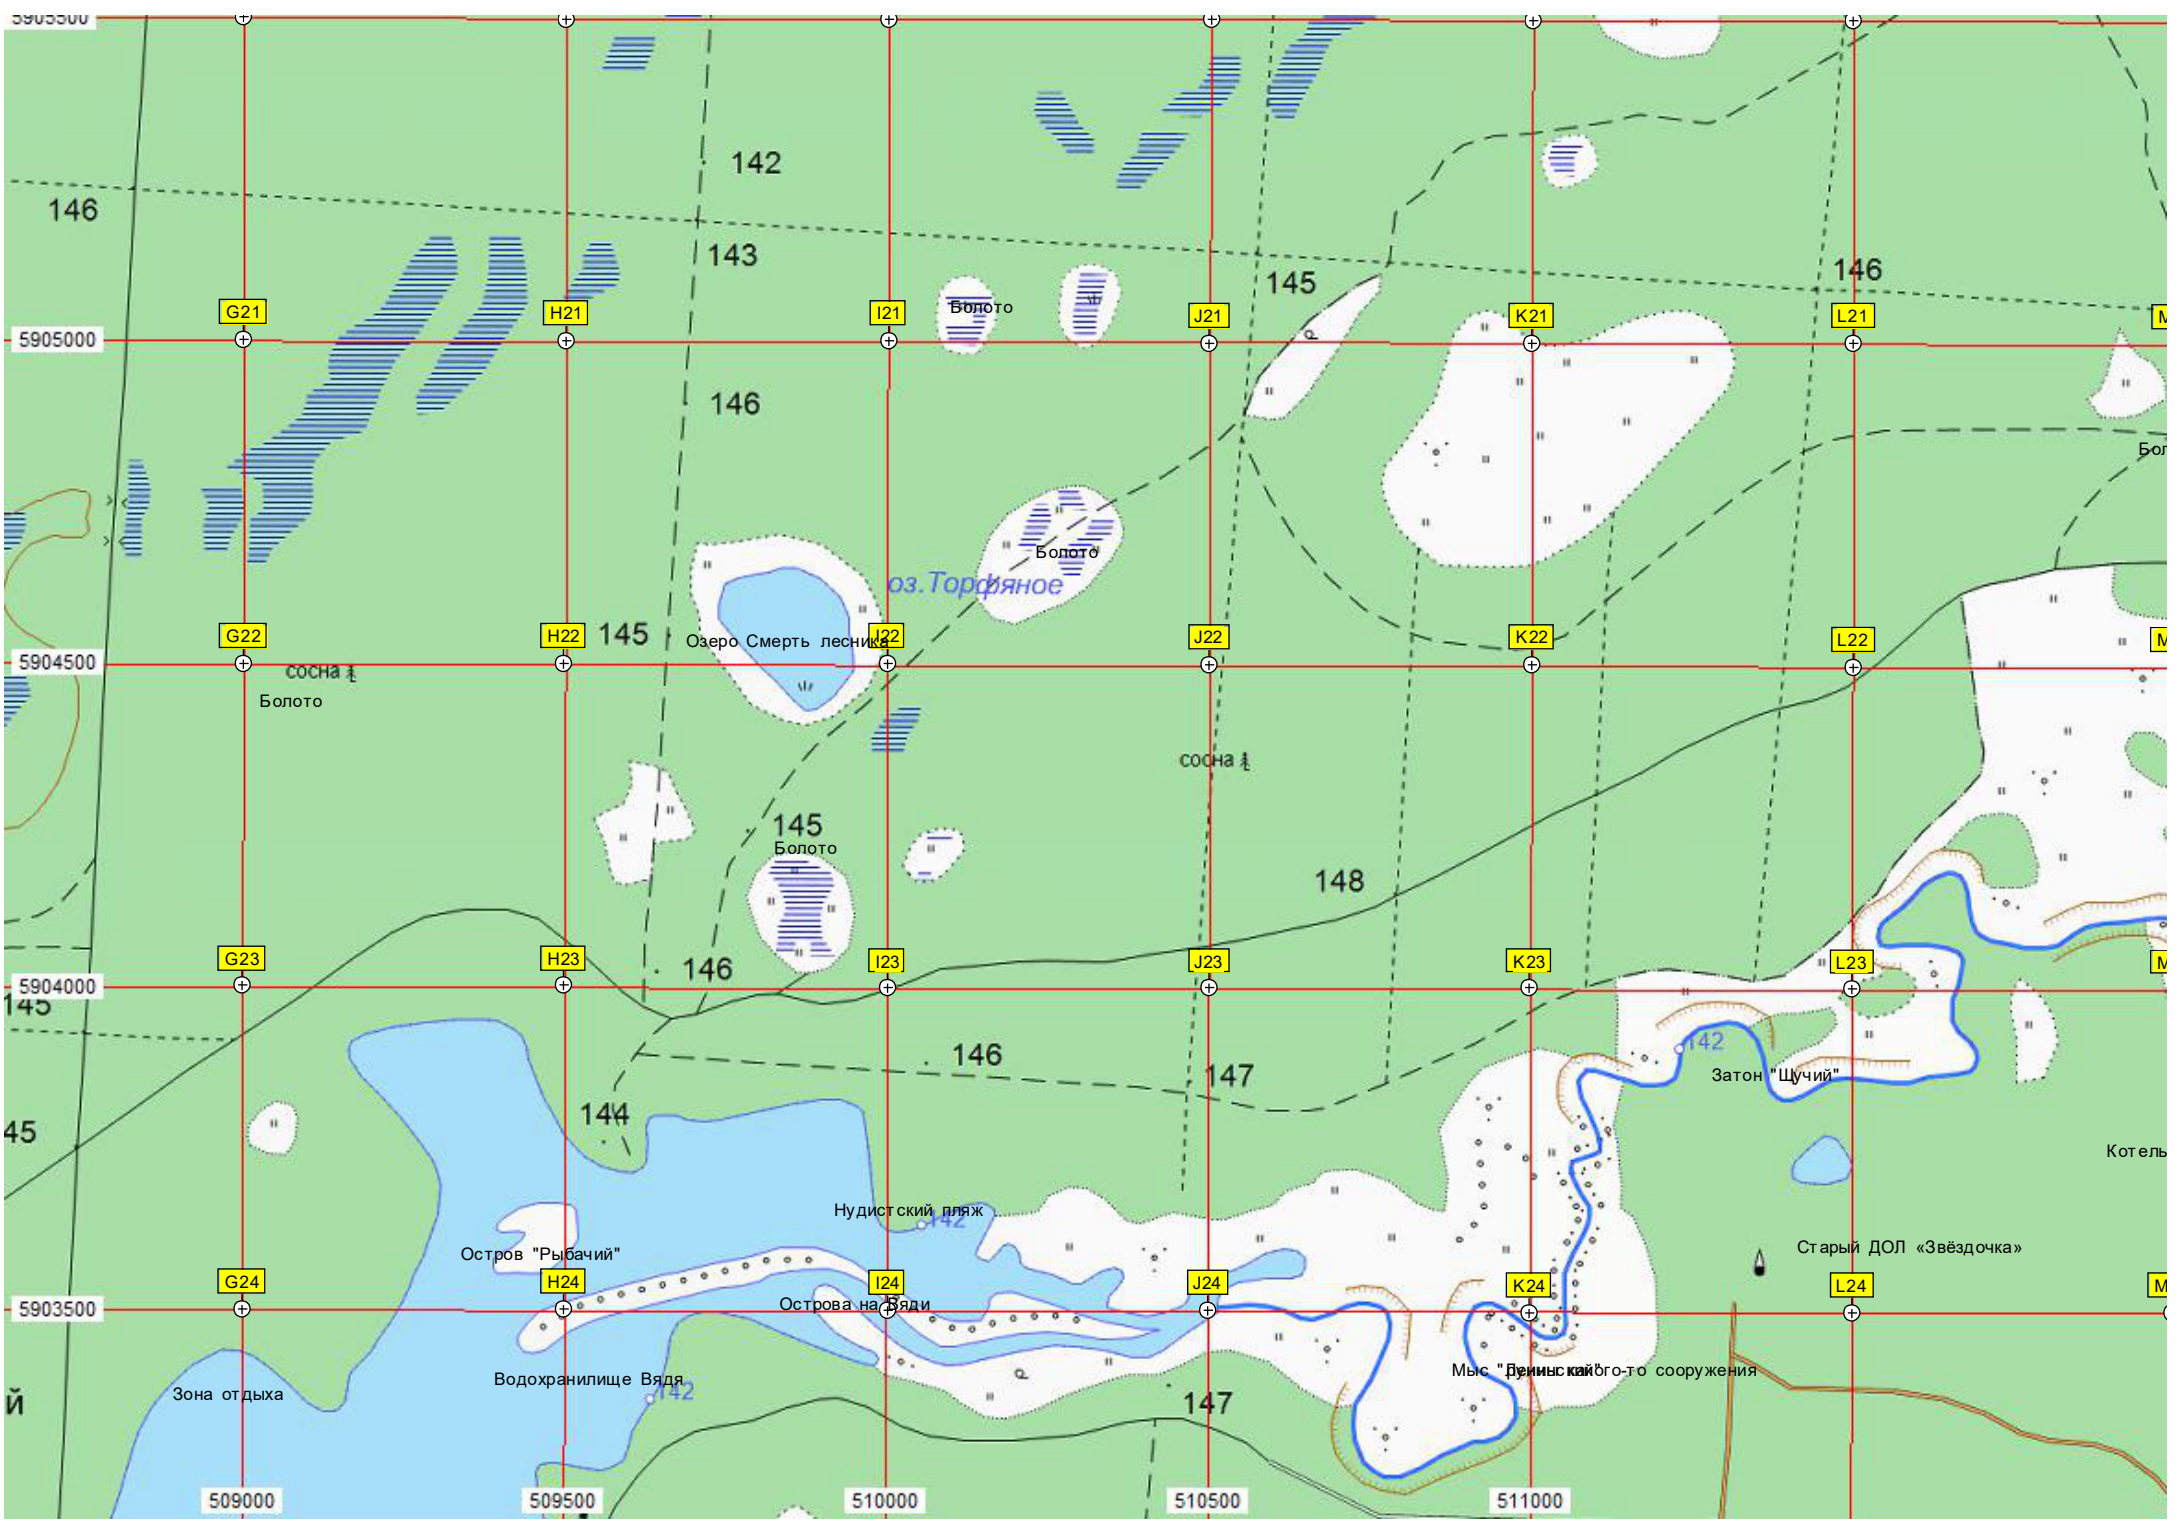 5905500
142
146
143
146
145
G21
H21
I21
Болото
J21
K21
L21
5905000
146
Болото
оз.Торфяное
G22
H22
145
Озеро Смерть лесника
I22
J22
K22
L22
5904500
сосна
Болото
сосна
145
Болото
148
G23
H23
146
I23
J23
K23
L23
5904000
145
146
147
142
Затон "Щучий"
144
45
Нудистский пляж
142
Остров "Рыбачий"
Старый ДОЛ «Звёздочка»
G24
H24
I24
J24
K24
L24
5903500
Острова на Вяди
Водохранилище Вядя
142
Зона отдыха
Й
147
509000
509500
510000
510500
511000